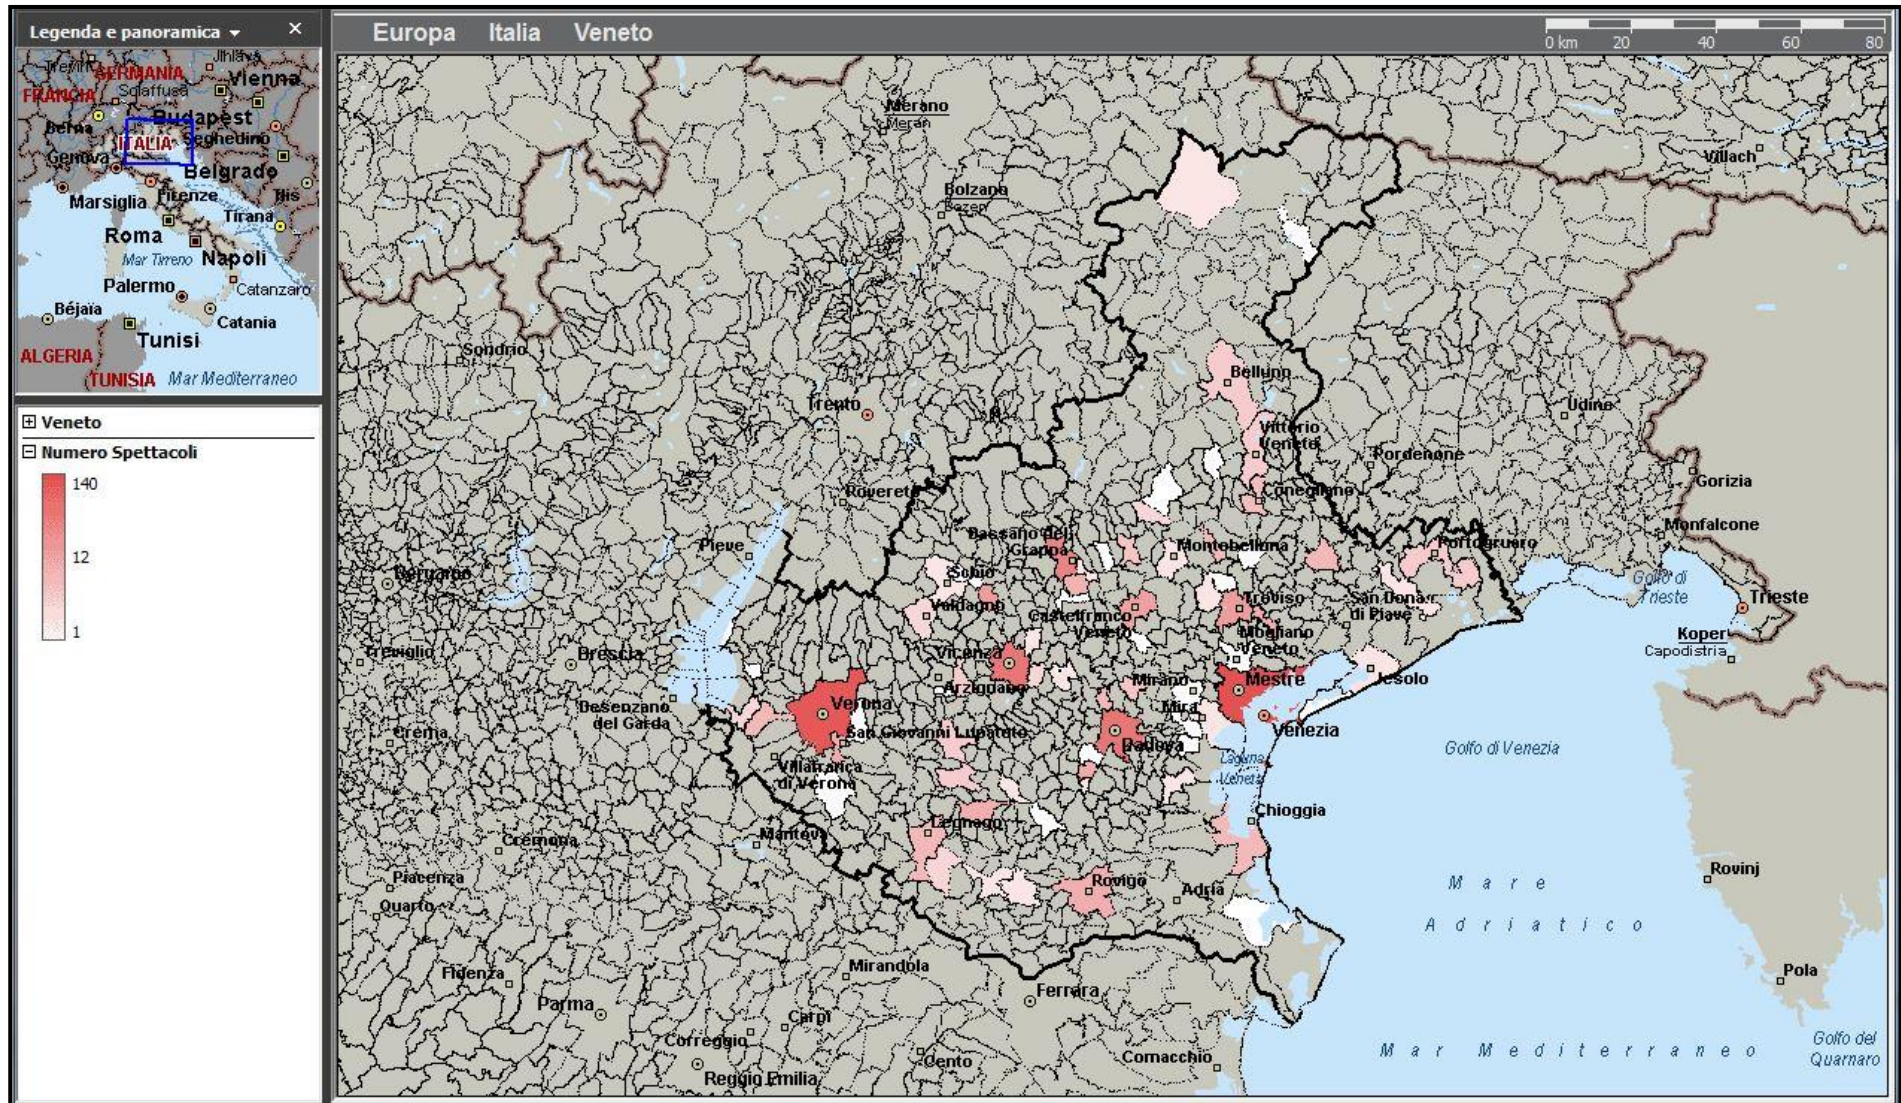 Legenda e panoramica
GERMANIA
Jihlava
Vienna
FRANCIA
Sciaffusa
Budapest
Berna
ITALIA
Seghedino
Genova
Belgrado
Marsiglia
Firenze
Tirana
Roma
Mar Tirreno
Napoli
Palermo
Catanzaro
Béjaïa
Catania
Tunisi
ALGERIA
TUNISIA
Mar Mediterraneo
Veneto
Numero Spettacoli
140
12
1
Europa Italia Veneto
0 km 20 40 60 80
Merano
Meran
Villach
Bolzano
Bozen
Sondrio
Belluno
Trento
Udine
Vittorio
Veneto
Pordenone
Gorizia
Rovereto
Conegliano
Monfalcone
Bassano del
Grappa
Pieve
Montebelluna
Portogruaro
Bergamo
Schio
Golfo di
Trieste
Valdagno
Treviso
San Dona
di Piave
Trieste
Castelfranco
Veneto
Mogliano
Veneto
Koper
Capodistria
Treviglio
Brescia
Vicenza
Arzignano
Mirano
Mestre
Jesolo
Desenzano
del Garda
Verona
Mira
San Giovanni Lupatoto
Venezia
Crema
Padova
Golfo di Venezia
Laguna
Veneta
Villafranca
di Verona
Chioggia
Legnago
Mantova
Cremona
Rovinj
Piacenza
Rovigo
Adria
Mare
Quarto
Adriatico
Mirandola
Fidenza
Pola
Ferrara
Parma
Carpi
Correggio
Cento
Comacchio
Mar Mediterraneo
Golfo del
Quarnaro
Reggio Emilia